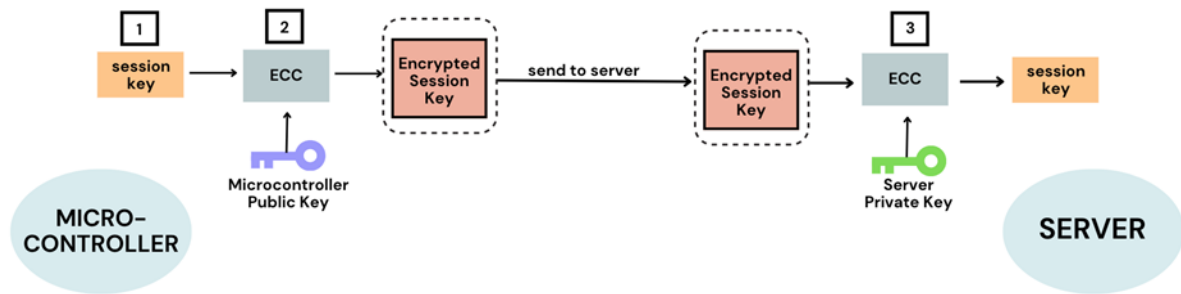 1
session
key
2
ECC
Encrypted
Session
Key
send to server
Encrypted
Session
Key
3
ECC
session
key
Microcontroller
Public Key
Server
Private Key
MICRO-
CONTROLLER
SERVER